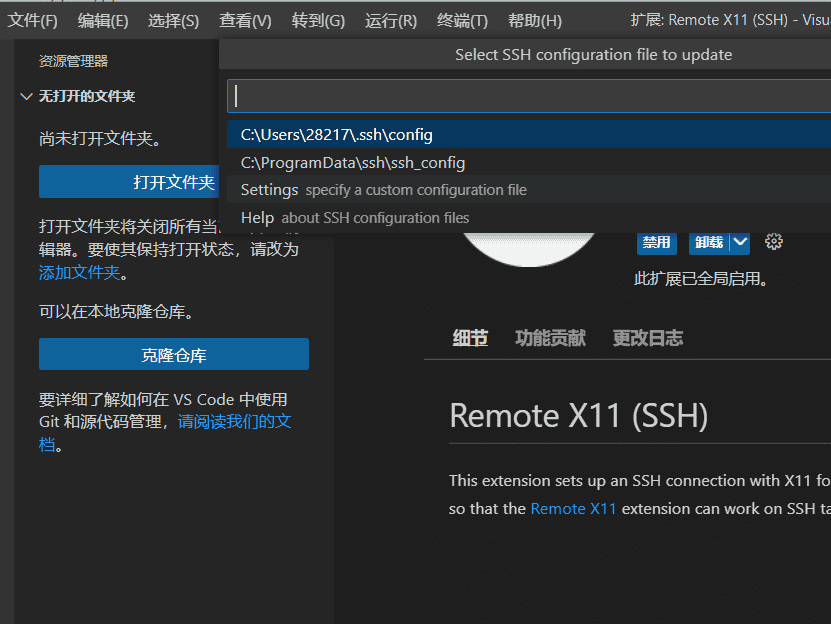 文件(F) 编辑(E) 选择(S) 查看(V) 转到(G) 运行(R) 终端(T) 帮助(H) 扩展: Remote X11 (SSH) - Visu
资源管理器
Select SSH configuration file to update
无打开的文件夹
C:\Users\28217\.ssh\config
尚未打开文件夹。
C:\ProgramData\ssh\ssh_config
打开文件夹
Settings specify a custom configuration file
Help about SSH configuration files
打开文件夹将关闭所有当
辑器。要使其保持打开状态，请改为
添加文件夹。
禁用 卸载
此扩展已全局启用。
可以在本地克隆仓库。
细节 功能贡献 更改日志
克隆仓库
要详细了解如何在 VS Code 中使用
Git 和源代码管理，请阅读我们的文
档。
Remote X11 (SSH)
This extension sets up an SSH connection with X11 fo
so that the Remote X11 extension can work on SSH ta